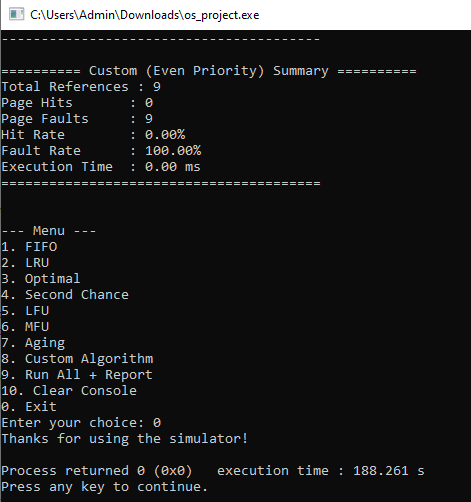 C:\Users\Admin\Downloads\os_project.exe
----------------------------------------
========== Custom (Even Priority) Summary ==========
Total References : 9
Page Hits        : 0
Page Faults      : 9
Hit Rate         : 0.00%
Fault Rate       : 100.00%
Execution Time   : 0.00 ms
========================================
--- Menu ---
1. FIFO
2. LRU
3. Optimal
4. Second Chance
5. LFU
6. MFU
7. Aging
8. Custom Algorithm
9. Run All + Report
10. Clear Console
0. Exit
Enter your choice: 0
Thanks for using the simulator!
Process returned 0 (0x0)   execution time : 188.261 s
Press any key to continue.